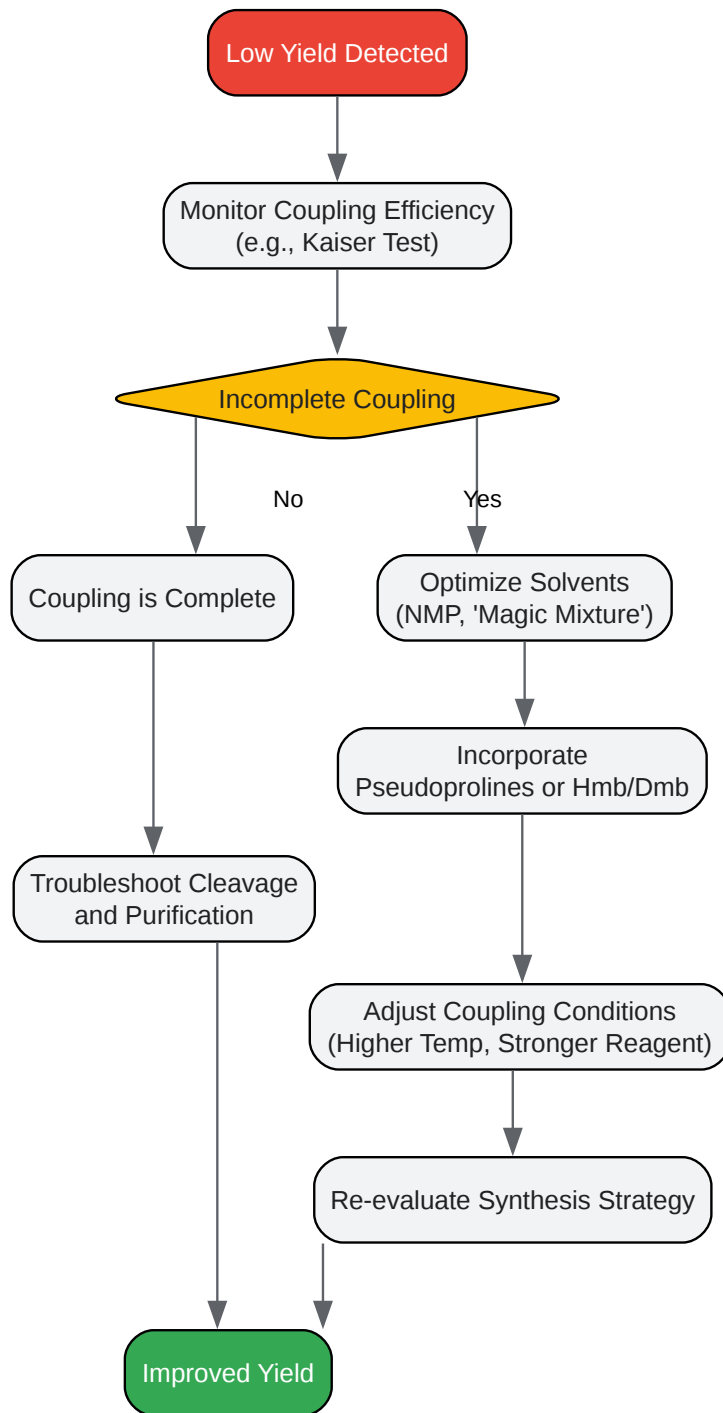 Low Yield Detected
Monitor Coupling Efficiency
(e.g., Kaiser Test)
Incomplete Coupling
No
Yes
Coupling is Complete
Optimize Solvents
(NMP, 'Magic Mixture')
Incorporate
Pseudoprolines or Hmb/Dmb
Troubleshoot Cleavage
and Purification
Adjust Coupling Conditions
(Higher Temp, Stronger Reagent)
Re-evaluate Synthesis Strategy
Improved Yield